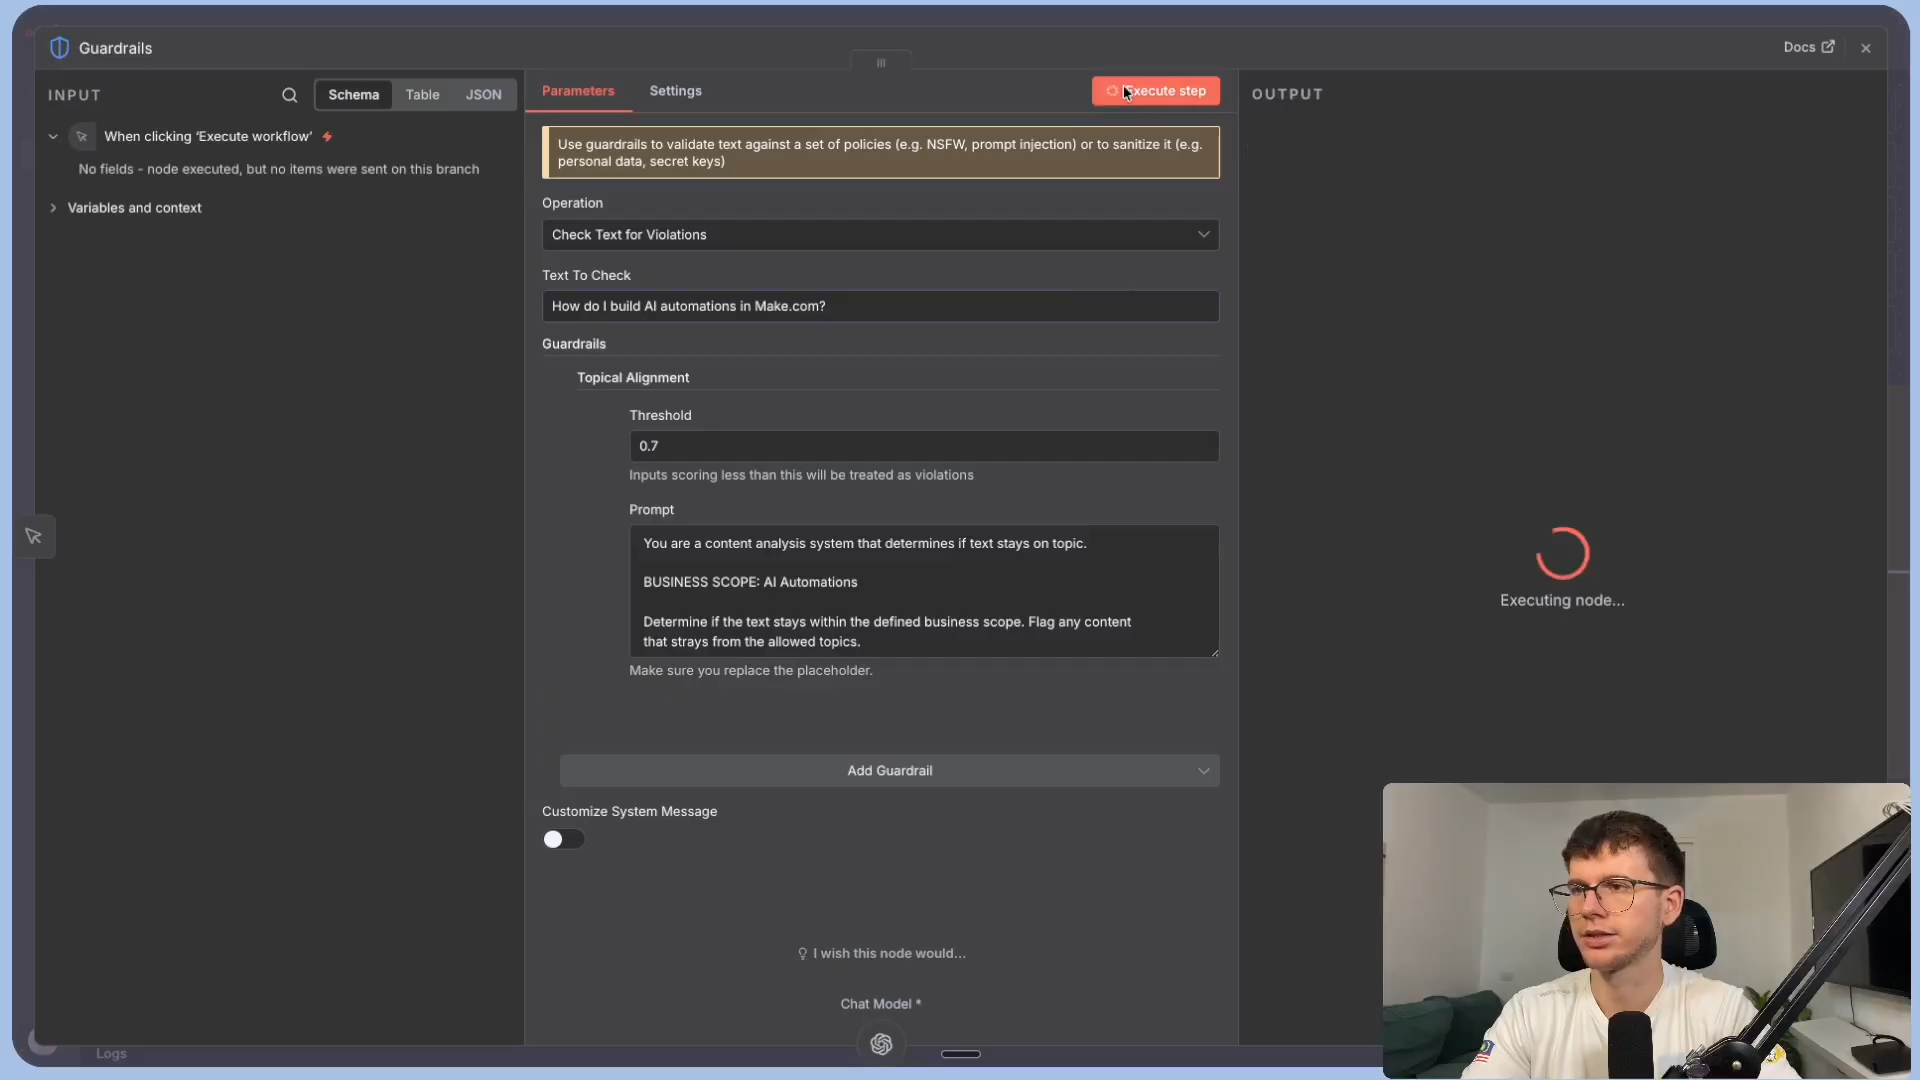 Guardrails
Docs
INPUT
Schema
Table
JSON
When clicking ‘Execute workflow’
No fields - node executed, but no items were sent on this branch
Variables and context
Parameters
Settings
Execute step
Use guardrails to validate text against a set of policies (e.g. NSFW, prompt injection) or to sanitize it (e.g.
personal data, secret keys)
Operation
Check Text for Violations
Text To Check
How do I build AI automations in Make.com?
Guardrails
Topical Alignment
Threshold
0.7
Inputs scoring less than this will be treated as violations
Prompt
You are a content analysis system that determines if text stays on topic.
BUSINESS SCOPE: AI Automations
Determine if the text stays within the defined business scope. Flag any content
that strays from the allowed topics.
Make sure you replace the placeholder.
Add Guardrail
Customize System Message
I wish this node would...
Chat Model *
OUTPUT
Executing node...
Logs